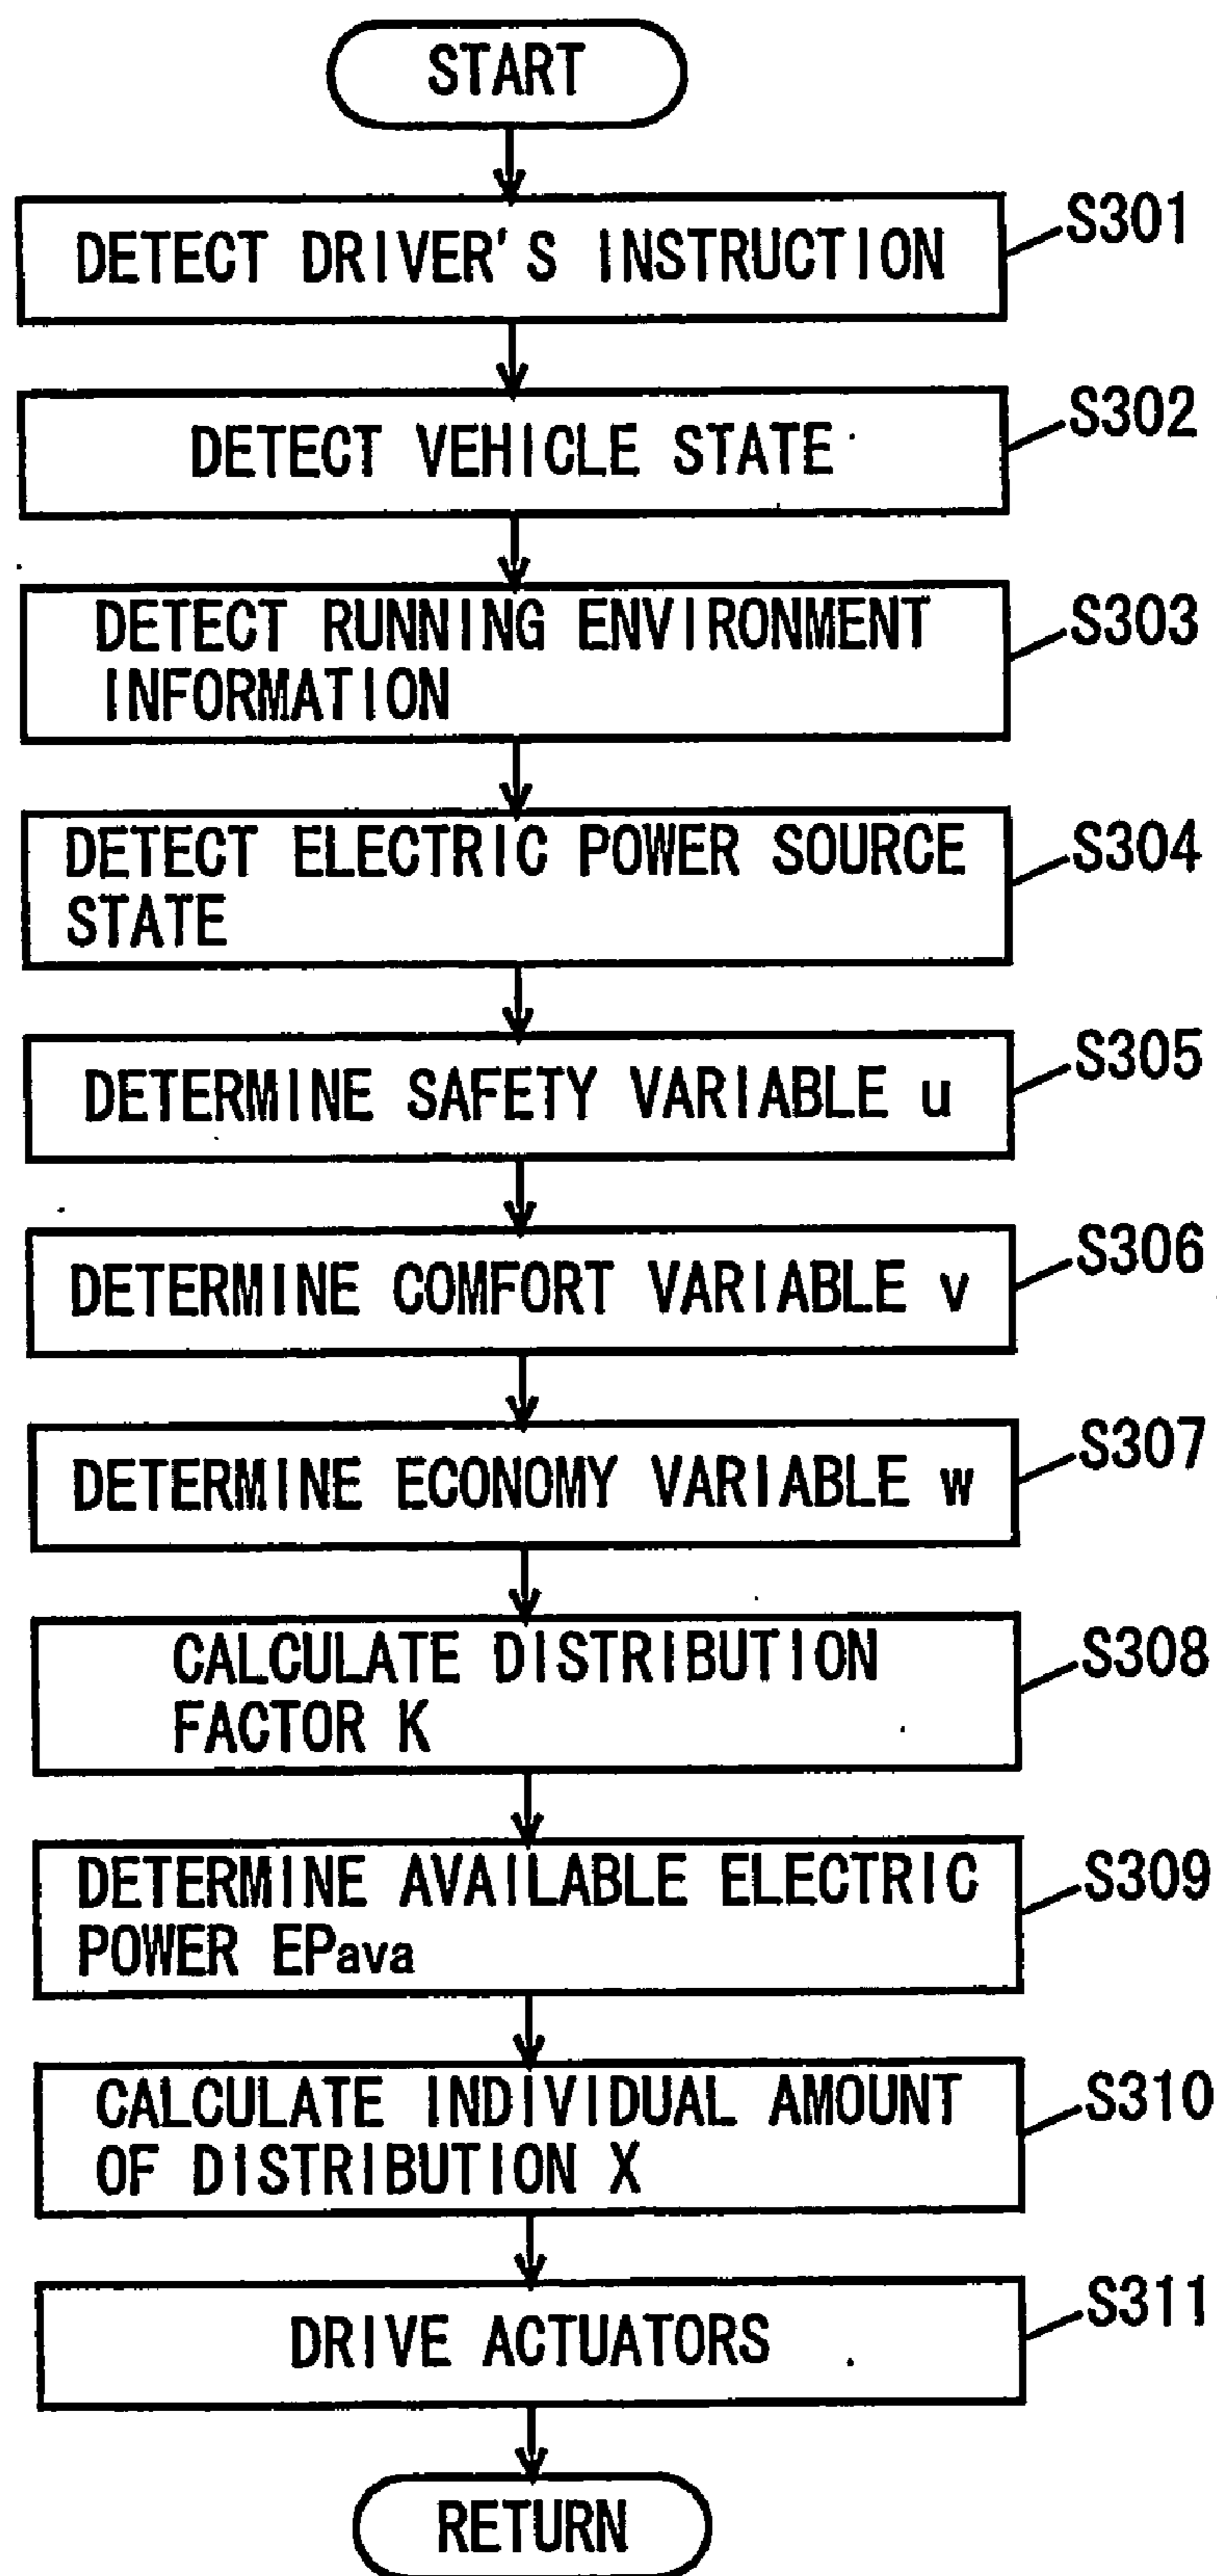 START
DETECT DRIVER'S INSTRUCTION
S301
DETECT VEHICLE STATE
S302
DETECT RUNNING ENVIRONMENT
INFORMATION
S303
DETECT ELECTRIC POWER SOURCE
STATE
S304
DETERMINE SAFETY VARIABLE u
S305
DETERMINE COMFORT VARIABLE v
S306
DETERMINE ECONOMY VARIABLE w
S307
CALCULATE DISTRIBUTION
FACTOR K
S308
DETERMINE AVAILABLE ELECTRIC
POWER EPava
S309
CALCULATE INDIVIDUAL AMOUNT
OF DISTRIBUTION X
S310
DRIVE ACTUATORS
S311
RETURN